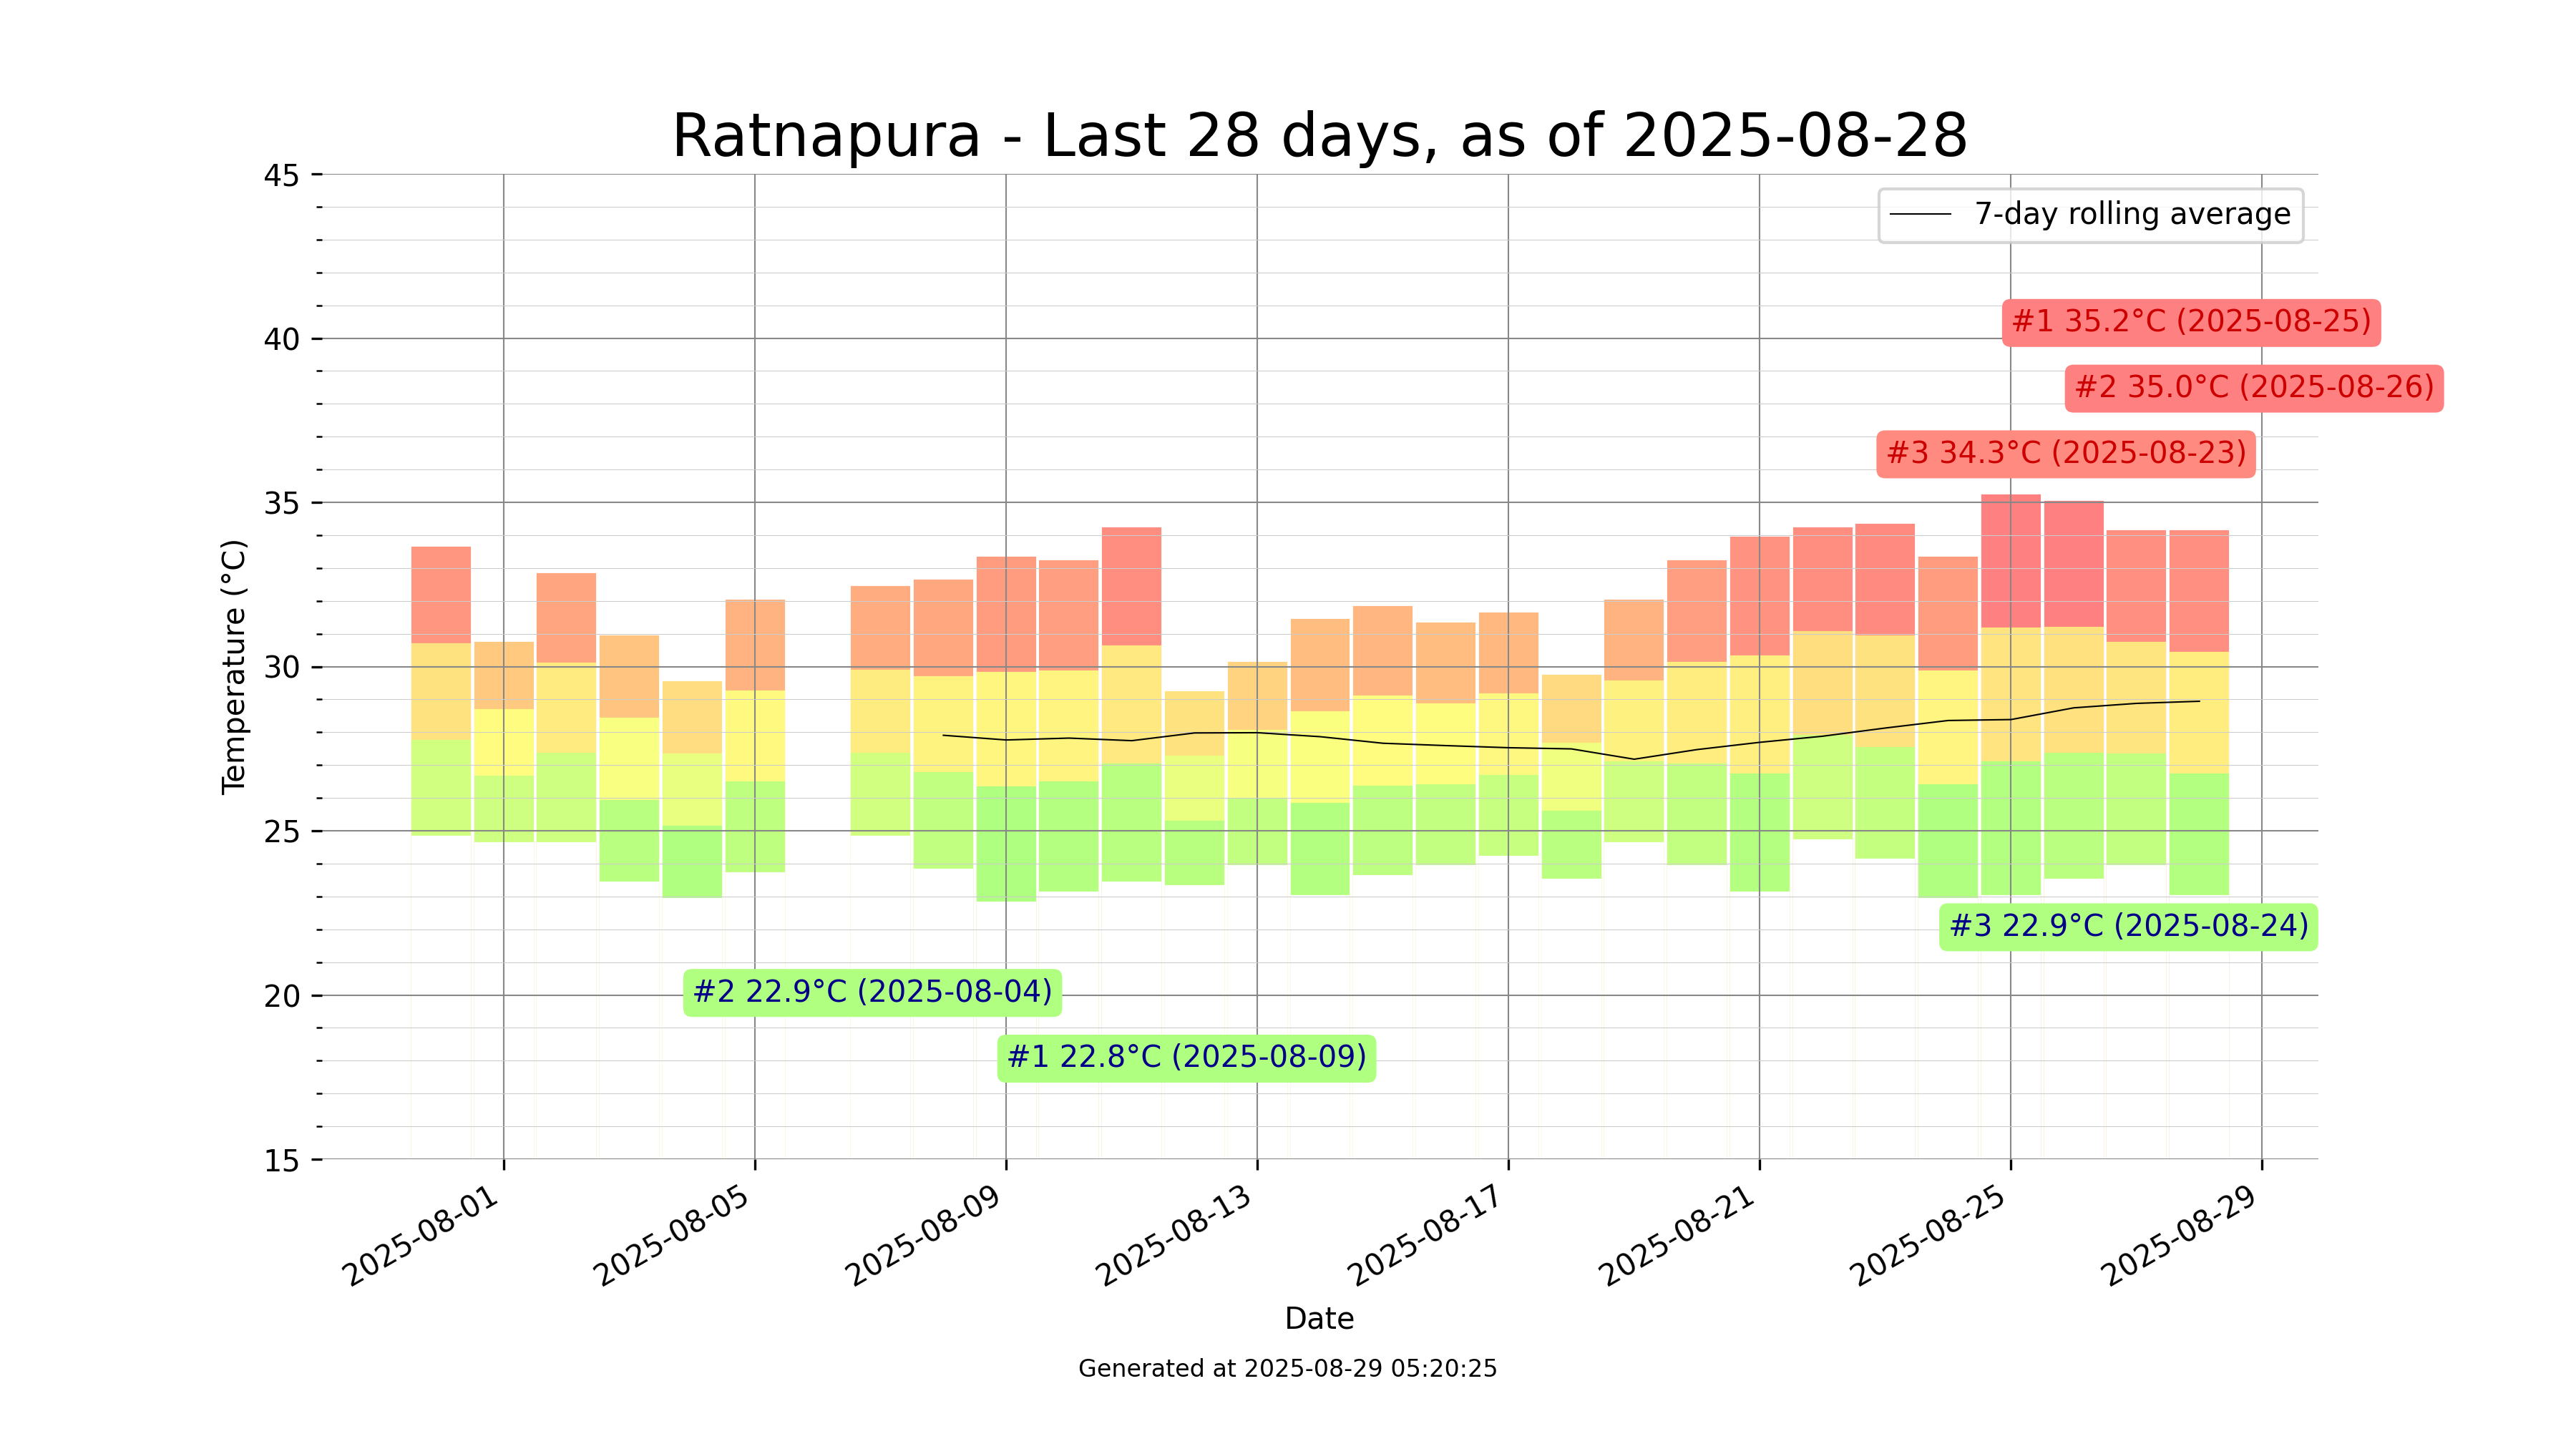 Ratnapura - Last 28 days, as of 2025-08-28
7-day rolling average
#1 35.2°C (2025-08-25)
#2 35.0°C (2025-08-26)
#3 34.3°C (2025-08-23)
#3 22.9°C (2025-08-24)
#2 22.9°C (2025-08-04)
#1 22.8°C (2025-08-09)
Temperature (°C)
45
40
35
30
25
20
15
2025-08-01
2025-08-05
2025-08-09
2025-08-13
2025-08-17
2025-08-21
2025-08-25
2025-08-29
Date
Generated at 2025-08-29 05:20:25